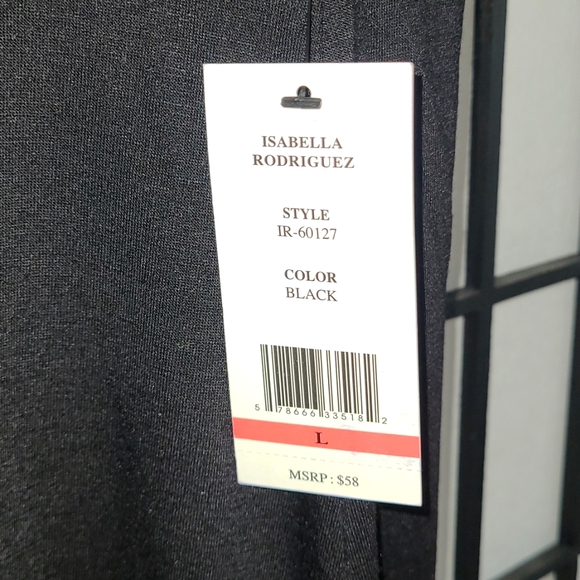 ISABELLA
RODRIGUEZ
STYLE
IR-60127
COLOR
BLACK
5 78666 33518 2
L
MSRP : $58